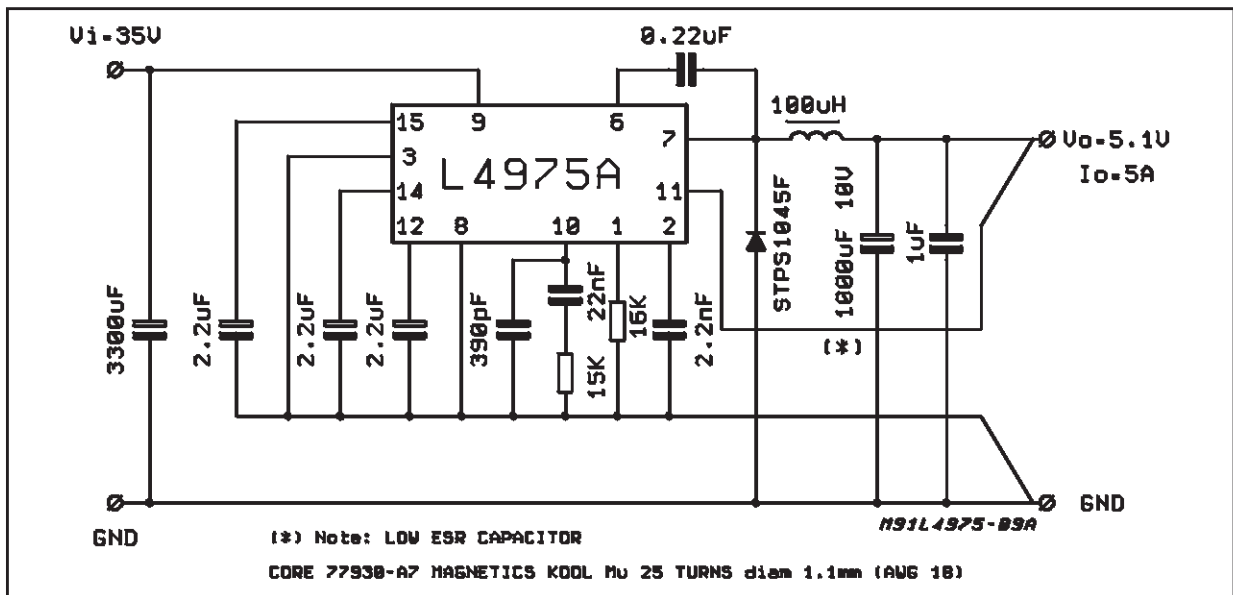 Vi=35V
0.22uF
100uH
15 9 6 7
3
L4975A
14 11
12 8 10 1 2
Vo=5.1V
Io=5A
3300uF
2.2uF
2.2uF
2.2uF
390pF
22nF
15K
16K
2.2nF
STPS1045F
1000uF 10V
(*)
1uF
GND
GND
M91L4975-09A
(*) Note: LOW ESR CAPACITOR
CORE 77930-A7 MAGNETICS KOOL Mu 25 TURNS diam 1.1mm (AWG 18)